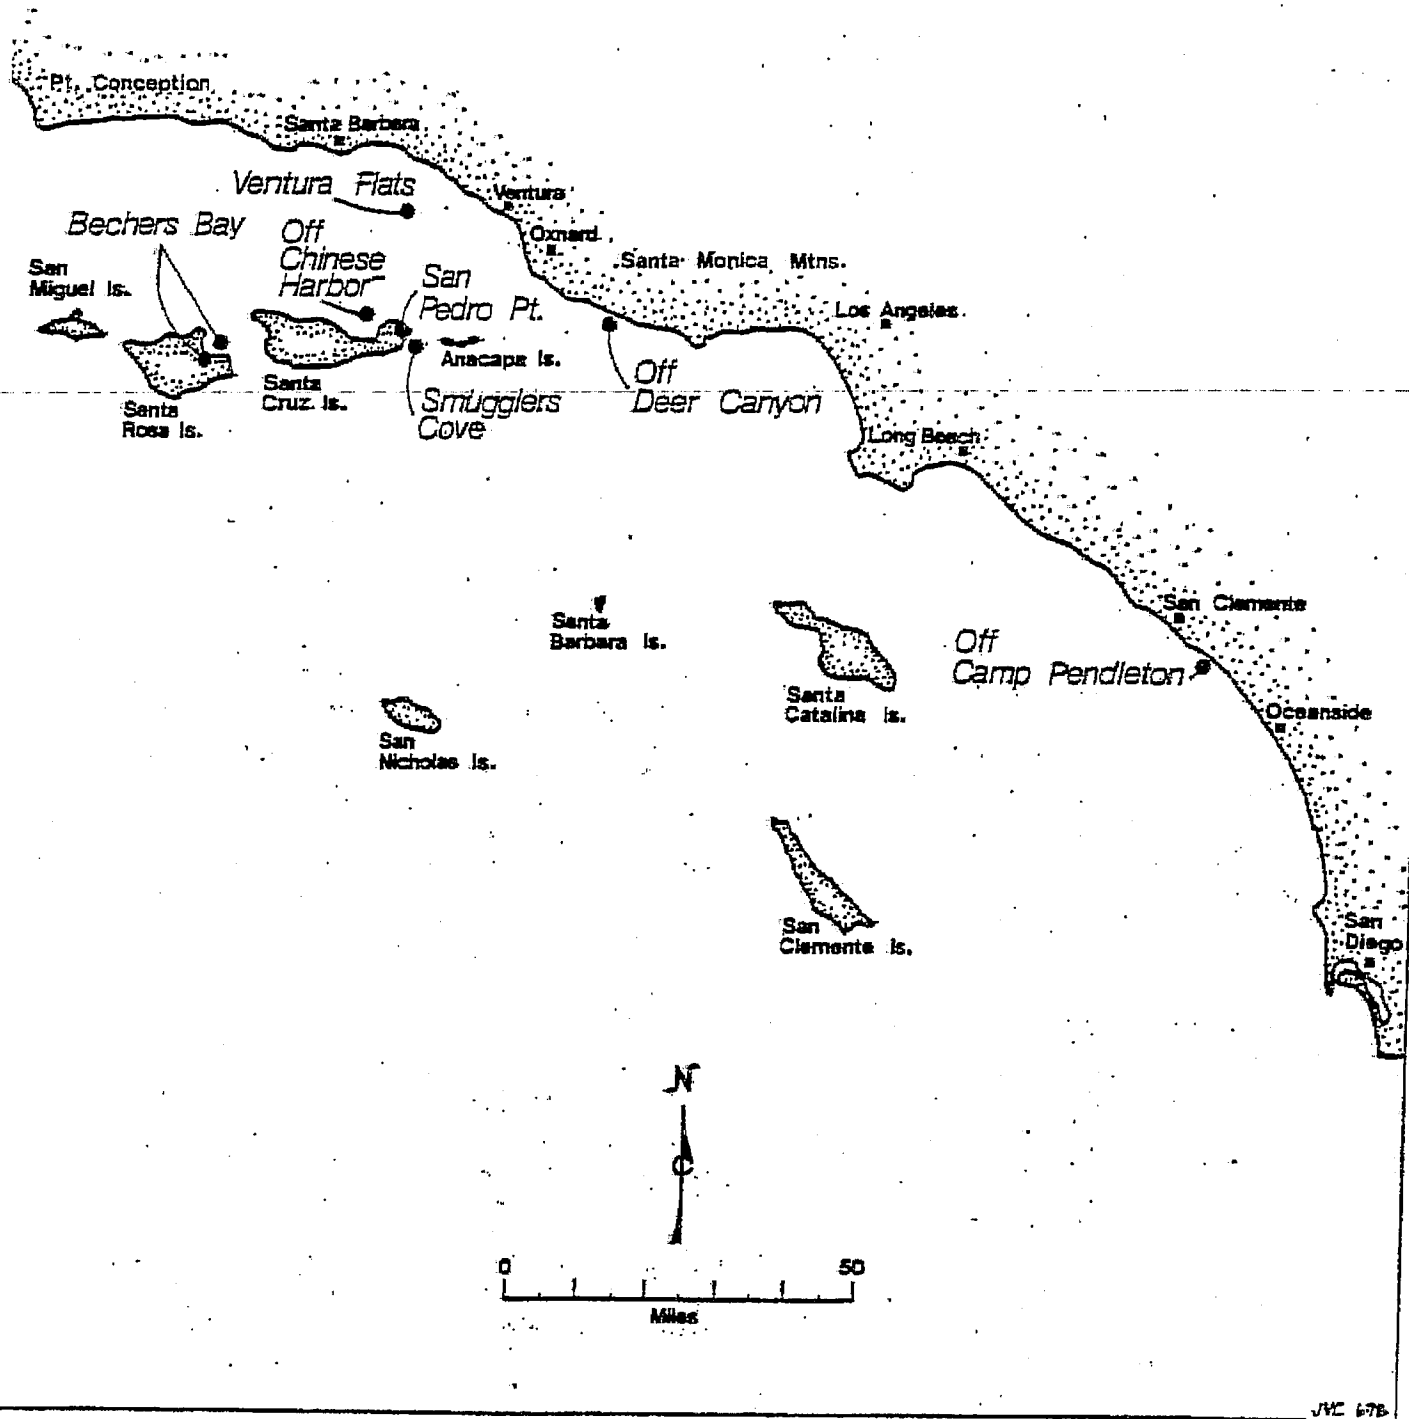 Pt. Conception
Santa Barbara
Ventura Flats
Ventura
Bechers Bay
Off
Chinese
Harbor
Oxnard
Santa Monica Mtns.
San
Miguel Is.
San
Pedro Pt.
Los Angeles
Anacapa Is.
Santa
Cruz Is.
Off
Deer Canyon
Santa
Rosa Is.
Smugglers
Cove
Long Beach
San Clemente
Santa
Barbara Is.
Off
Camp Pendleton
Santa
Catalina Is.
Oceanside
San
Nicholas Is.
San
Clemente Is.
San
Diego
N
C
0 50
Miles